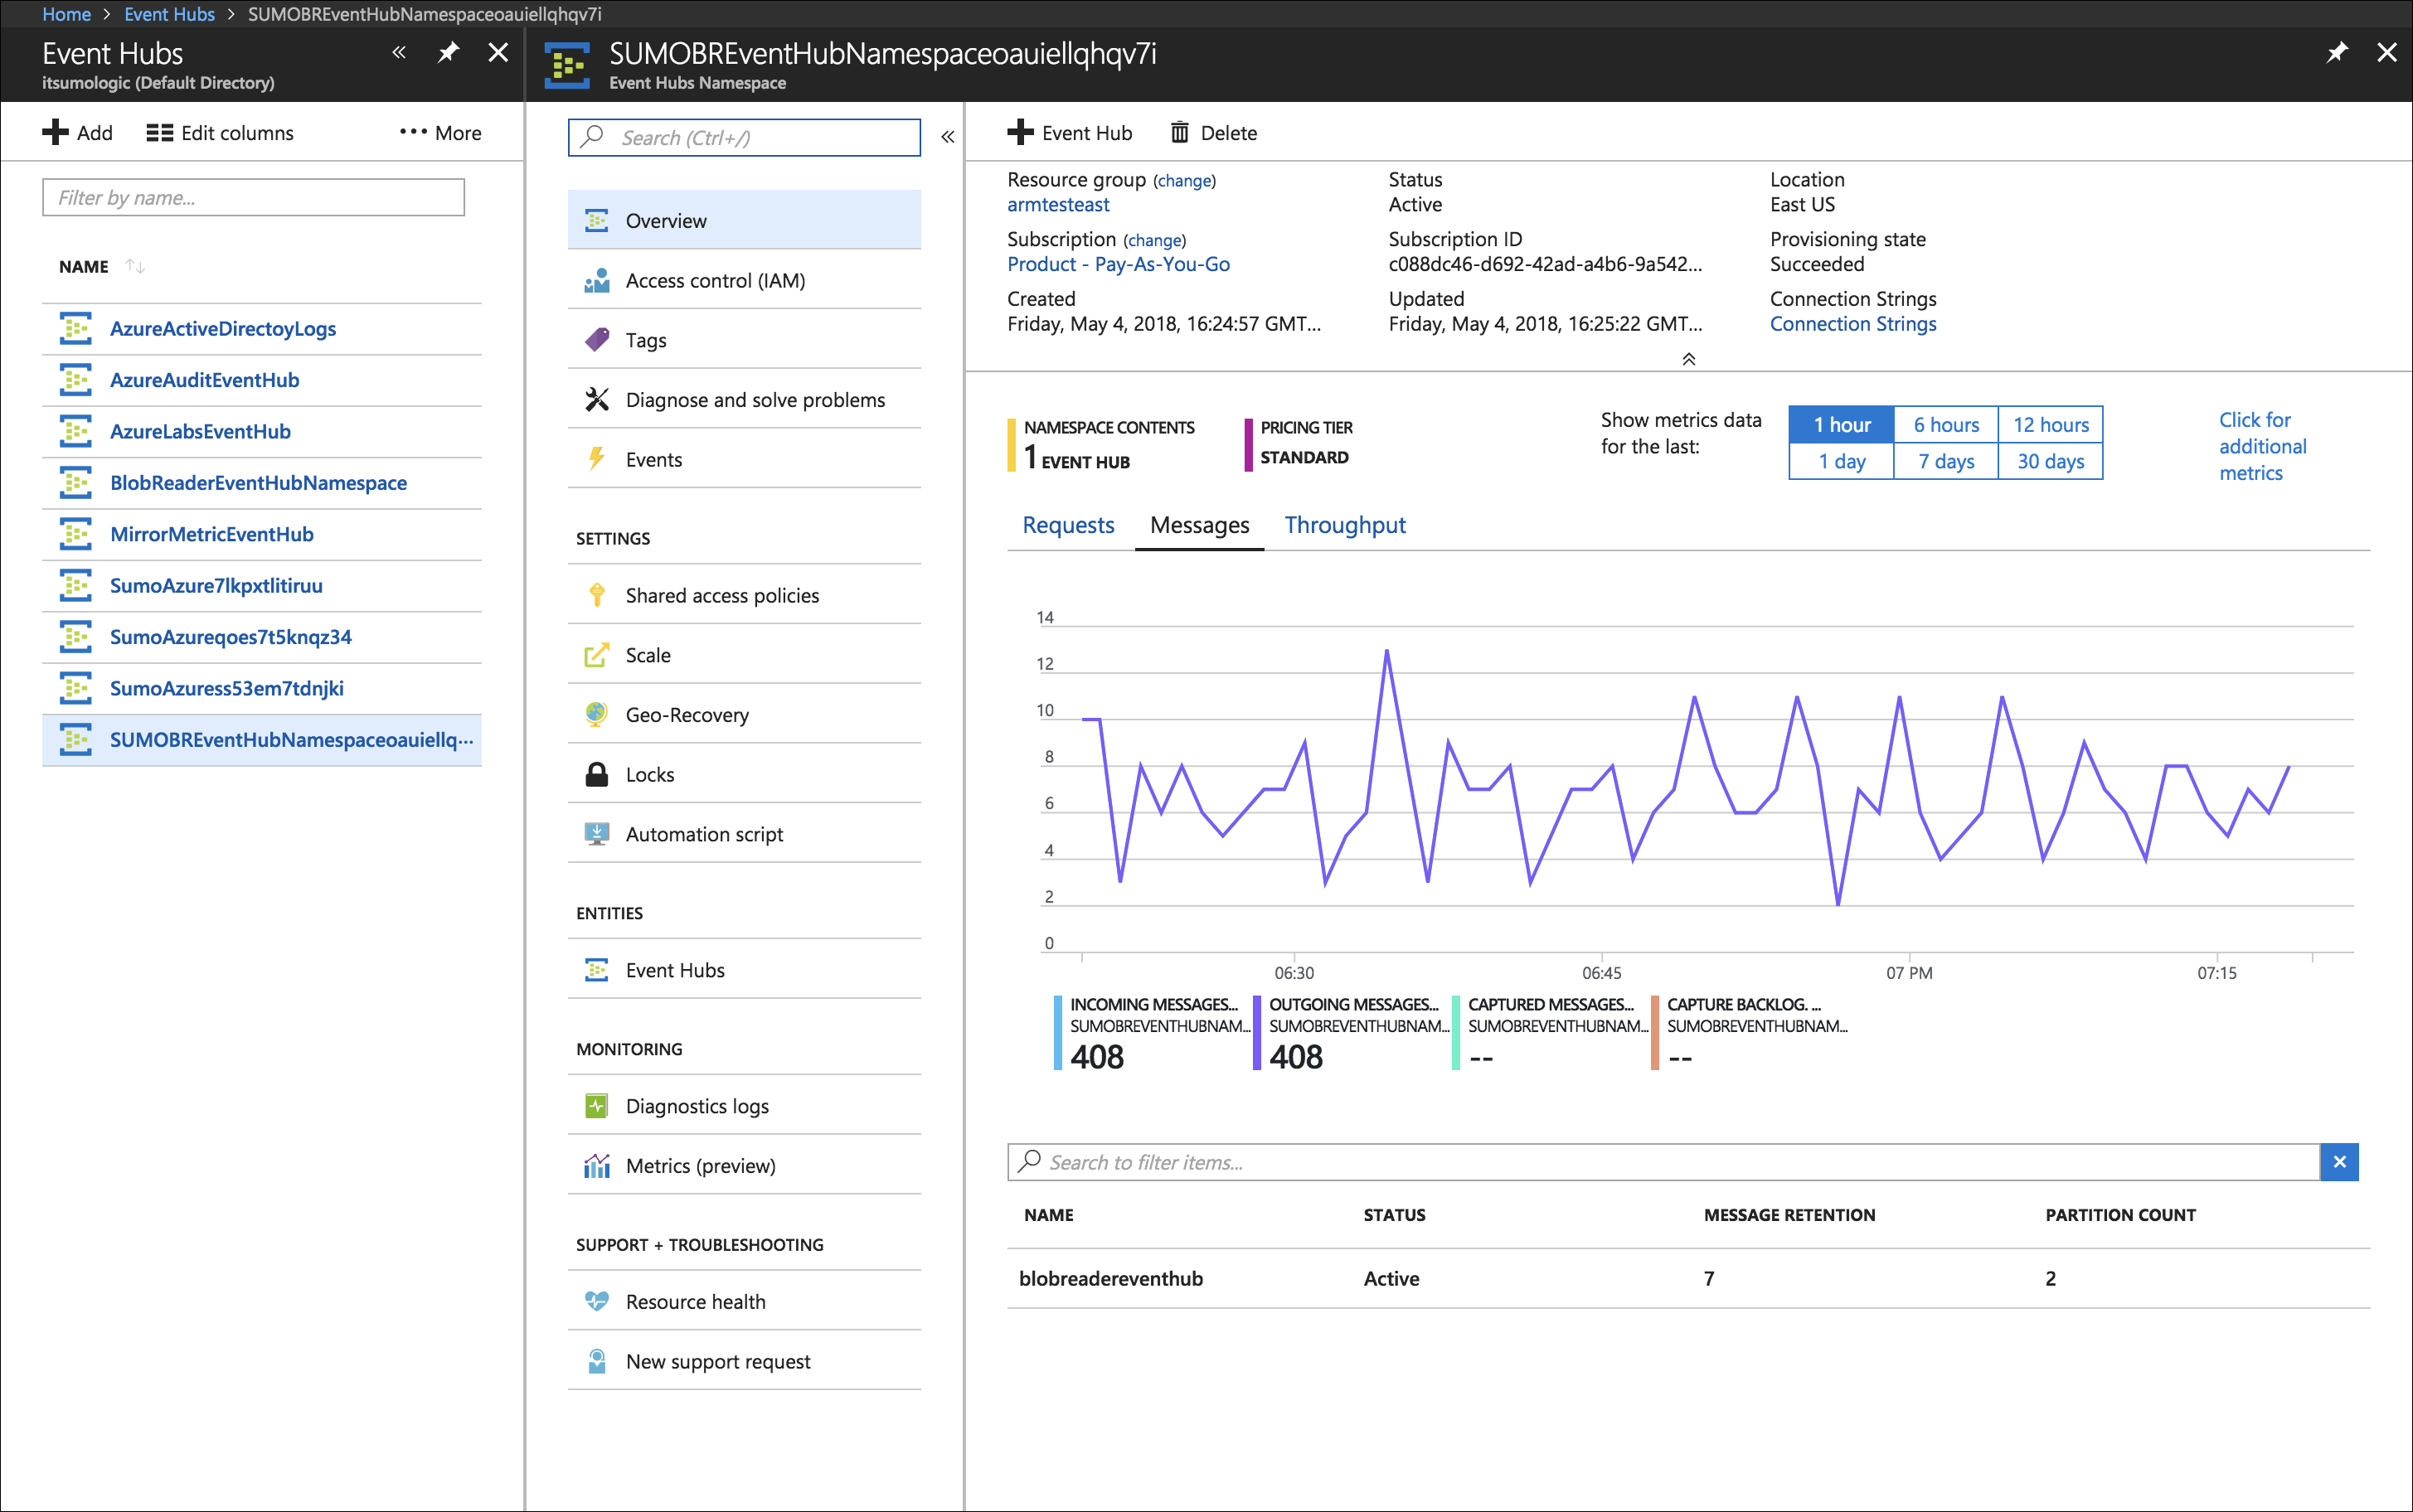 Home > Event Hubs > SUMOBREventHubNamespaceoauiellqhqv7i
Event Hubs
itsumologic (Default Directory)
Add
Edit columns
More
Filter by name...
NAME
AzureActiveDirectoyLogs
AzureAuditEventHub
AzureLabsEventHub
BlobReaderEventHubNamespace
MirrorMetricEventHub
SumoAzure7lkpxtlitiruu
SumoAzureqoes7t5knqz34
SumoAzuress53em7tdnjki
SUMOBREventHubNamespaceoauiellq···
SUMOBREventHubNamespaceoauiellqhqv7i
Event Hubs Namespace
Search (Ctrl+/)
Overview
Access control (IAM)
Tags
Diagnose and solve problems
Events
SETTINGS
Shared access policies
Scale
Geo-Recovery
Locks
Automation script
ENTITIES
Event Hubs
MONITORING
Diagnostics logs
Metrics (preview)
SUPPORT + TROUBLESHOOTING
Resource health
New support request
Event Hub
Delete
Resource group (change)
armtesteast
Subscription (change)
Product - Pay-As-You-Go
Created
Friday, May 4, 2018, 16:24:57 GMT...
Status
Active
Subscription ID
c088dc46-d692-42ad-a4b6-9a542...
Updated
Friday, May 4, 2018, 16:25:22 GMT...
Location
East US
Provisioning state
Succeeded
Connection Strings
Connection Strings
NAMESPACE CONTENTS
1 EVENT HUB
PRICING TIER
STANDARD
Show metrics data
for the last:
1 hour 6 hours 12 hours
1 day 7 days 30 days
Click for
additional
metrics
Requests Messages Throughput
14
12
10
8
6
4
2
0
06:30 06:45 07 PM 07:15
INCOMING MESSAGES...
SUMOBREVENTHUBNAM...
408
OUTGOING MESSAGES...
SUMOBREVENTHUBNAM...
408
CAPTURED MESSAGES...
SUMOBREVENTHUBNAM...
--
CAPTURE BACKLOG. ...
SUMOBREVENTHUBNAM...
--
Search to filter items...
NAME STATUS MESSAGE RETENTION PARTITION COUNT
blobreadereventhub Active 7 2